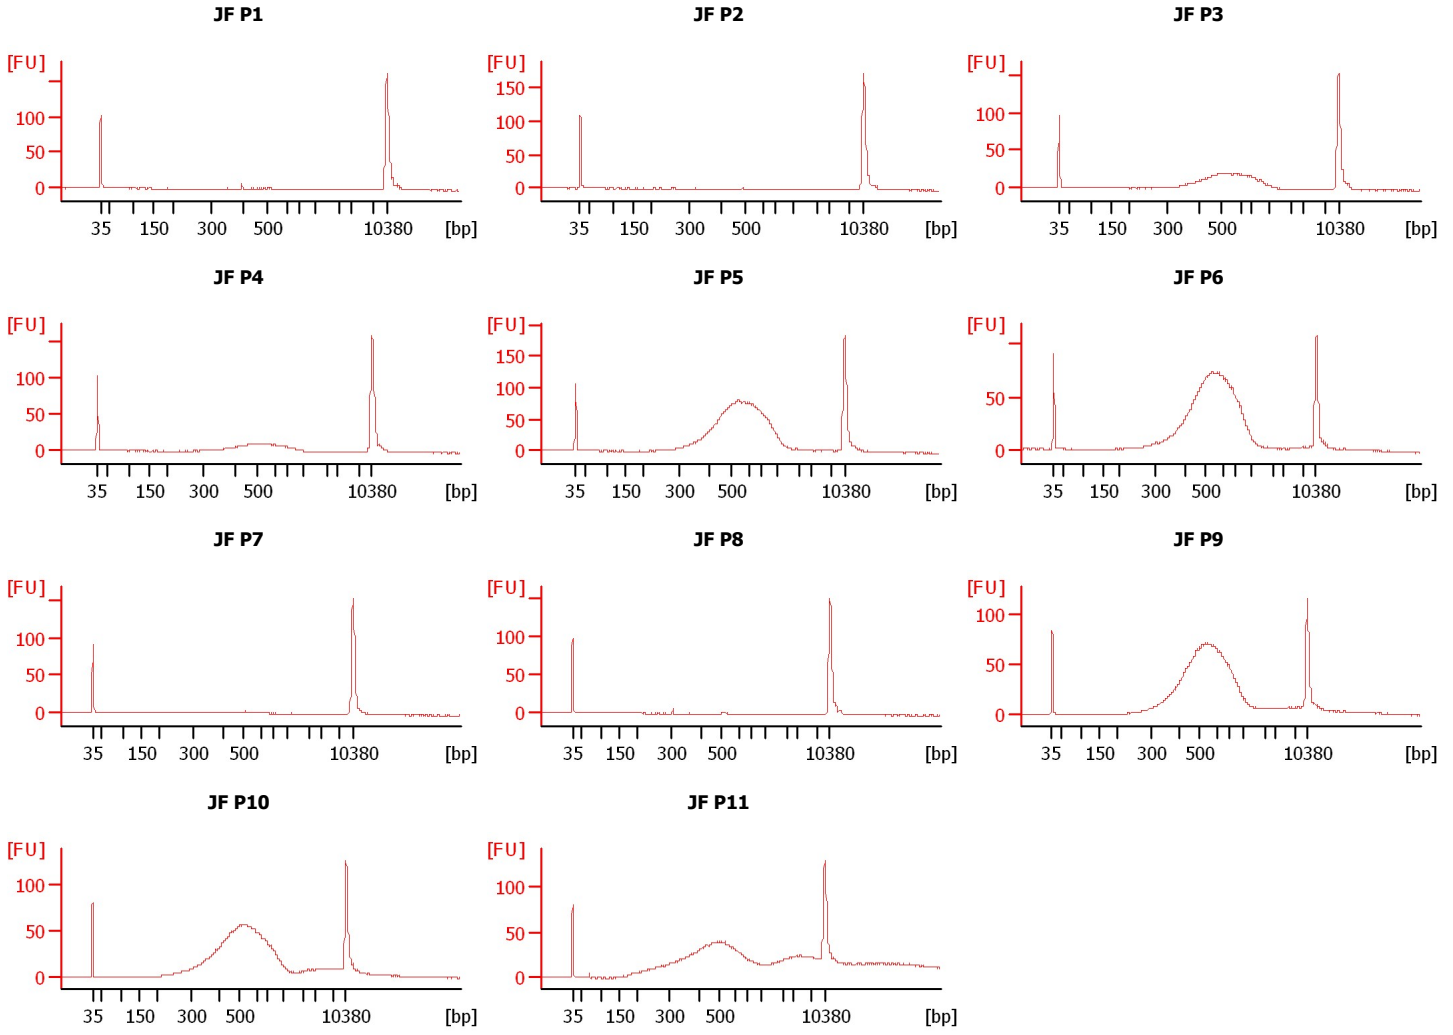 JF P1 JF P2 JF P3
[FU] [FU] [FU]
150
100 100 100
50 50 50
0 0 0
35 150 300 500 10380 [bp] 35 150 300 500 10380 [bp] 35 150 300 500 10380 [bp]
JF P4 JF P5 JF P6
[FU] [FU] [FU]
150
100 100
50 50 50
0 0 0
35 150 300 500 10380 [bp] 35 150 300 500 10380 [bp] 35 150 300 500 10380 [bp]
JF P7 JF P8 JF P9
[FU] [FU] [FU]
100 100 100
50 50 50
0 0 0
35 150 300 500 10380 [bp] 35 150 300 500 10380 [bp] 35 150 300 500 10380 [bp]
JF P10 JF P11
[FU] [FU]
100 100
50 50
0 0
35 150 300 500 10380 [bp] 35 150 300 500 10380 [bp]